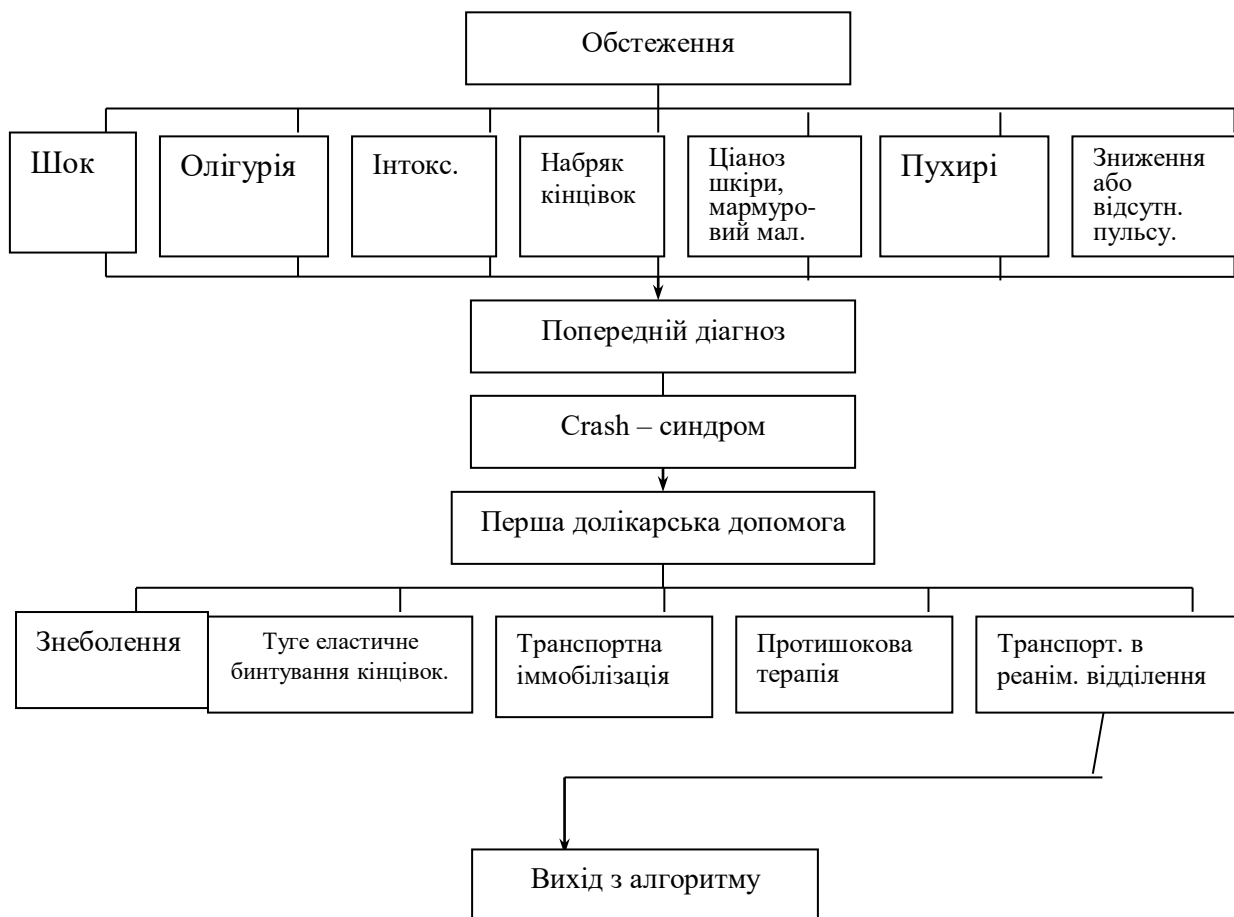 Обстеження
Шок
Олігурія
Інтокс.
Набряк
кінцівок
Ціаноз
шкіри,
мармуро-
вий мал.
Пухирі
Зниження
або
відсутн.
пульсу.
Попередній діагноз
Crash – синдром
Перша долікарська допомога
Знеболення
Туге еластичне
бинтування кінцівок.
Транспортна
іммобілізація
Протишокова
терапія
Транспорт. в
реанім. відділення
Вихід з алгоритму